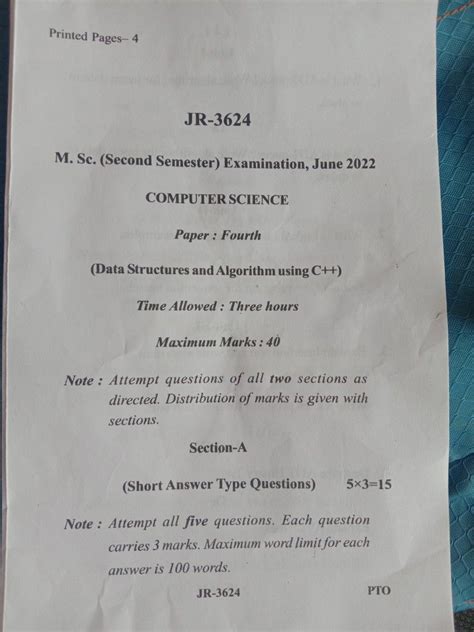 Printed Pages– 4
JR-3624
M. Sc. (Second Semester) Examination, June 2022
COMPUTER SCIENCE
Paper : Fourth
(Data Structures and Algorithm using C++)
Time Allowed : Three hours
Maximum Marks : 40
Note : Attempt questions of all two sections as
directed. Distribution of marks is given with
sections.
Section-A
(Short Answer Type Questions) 5×3=15
Note : Attempt all five questions. Each question
carries 3 marks. Maximum word limit for each
answer is 100 words.
JR-3624 PTO